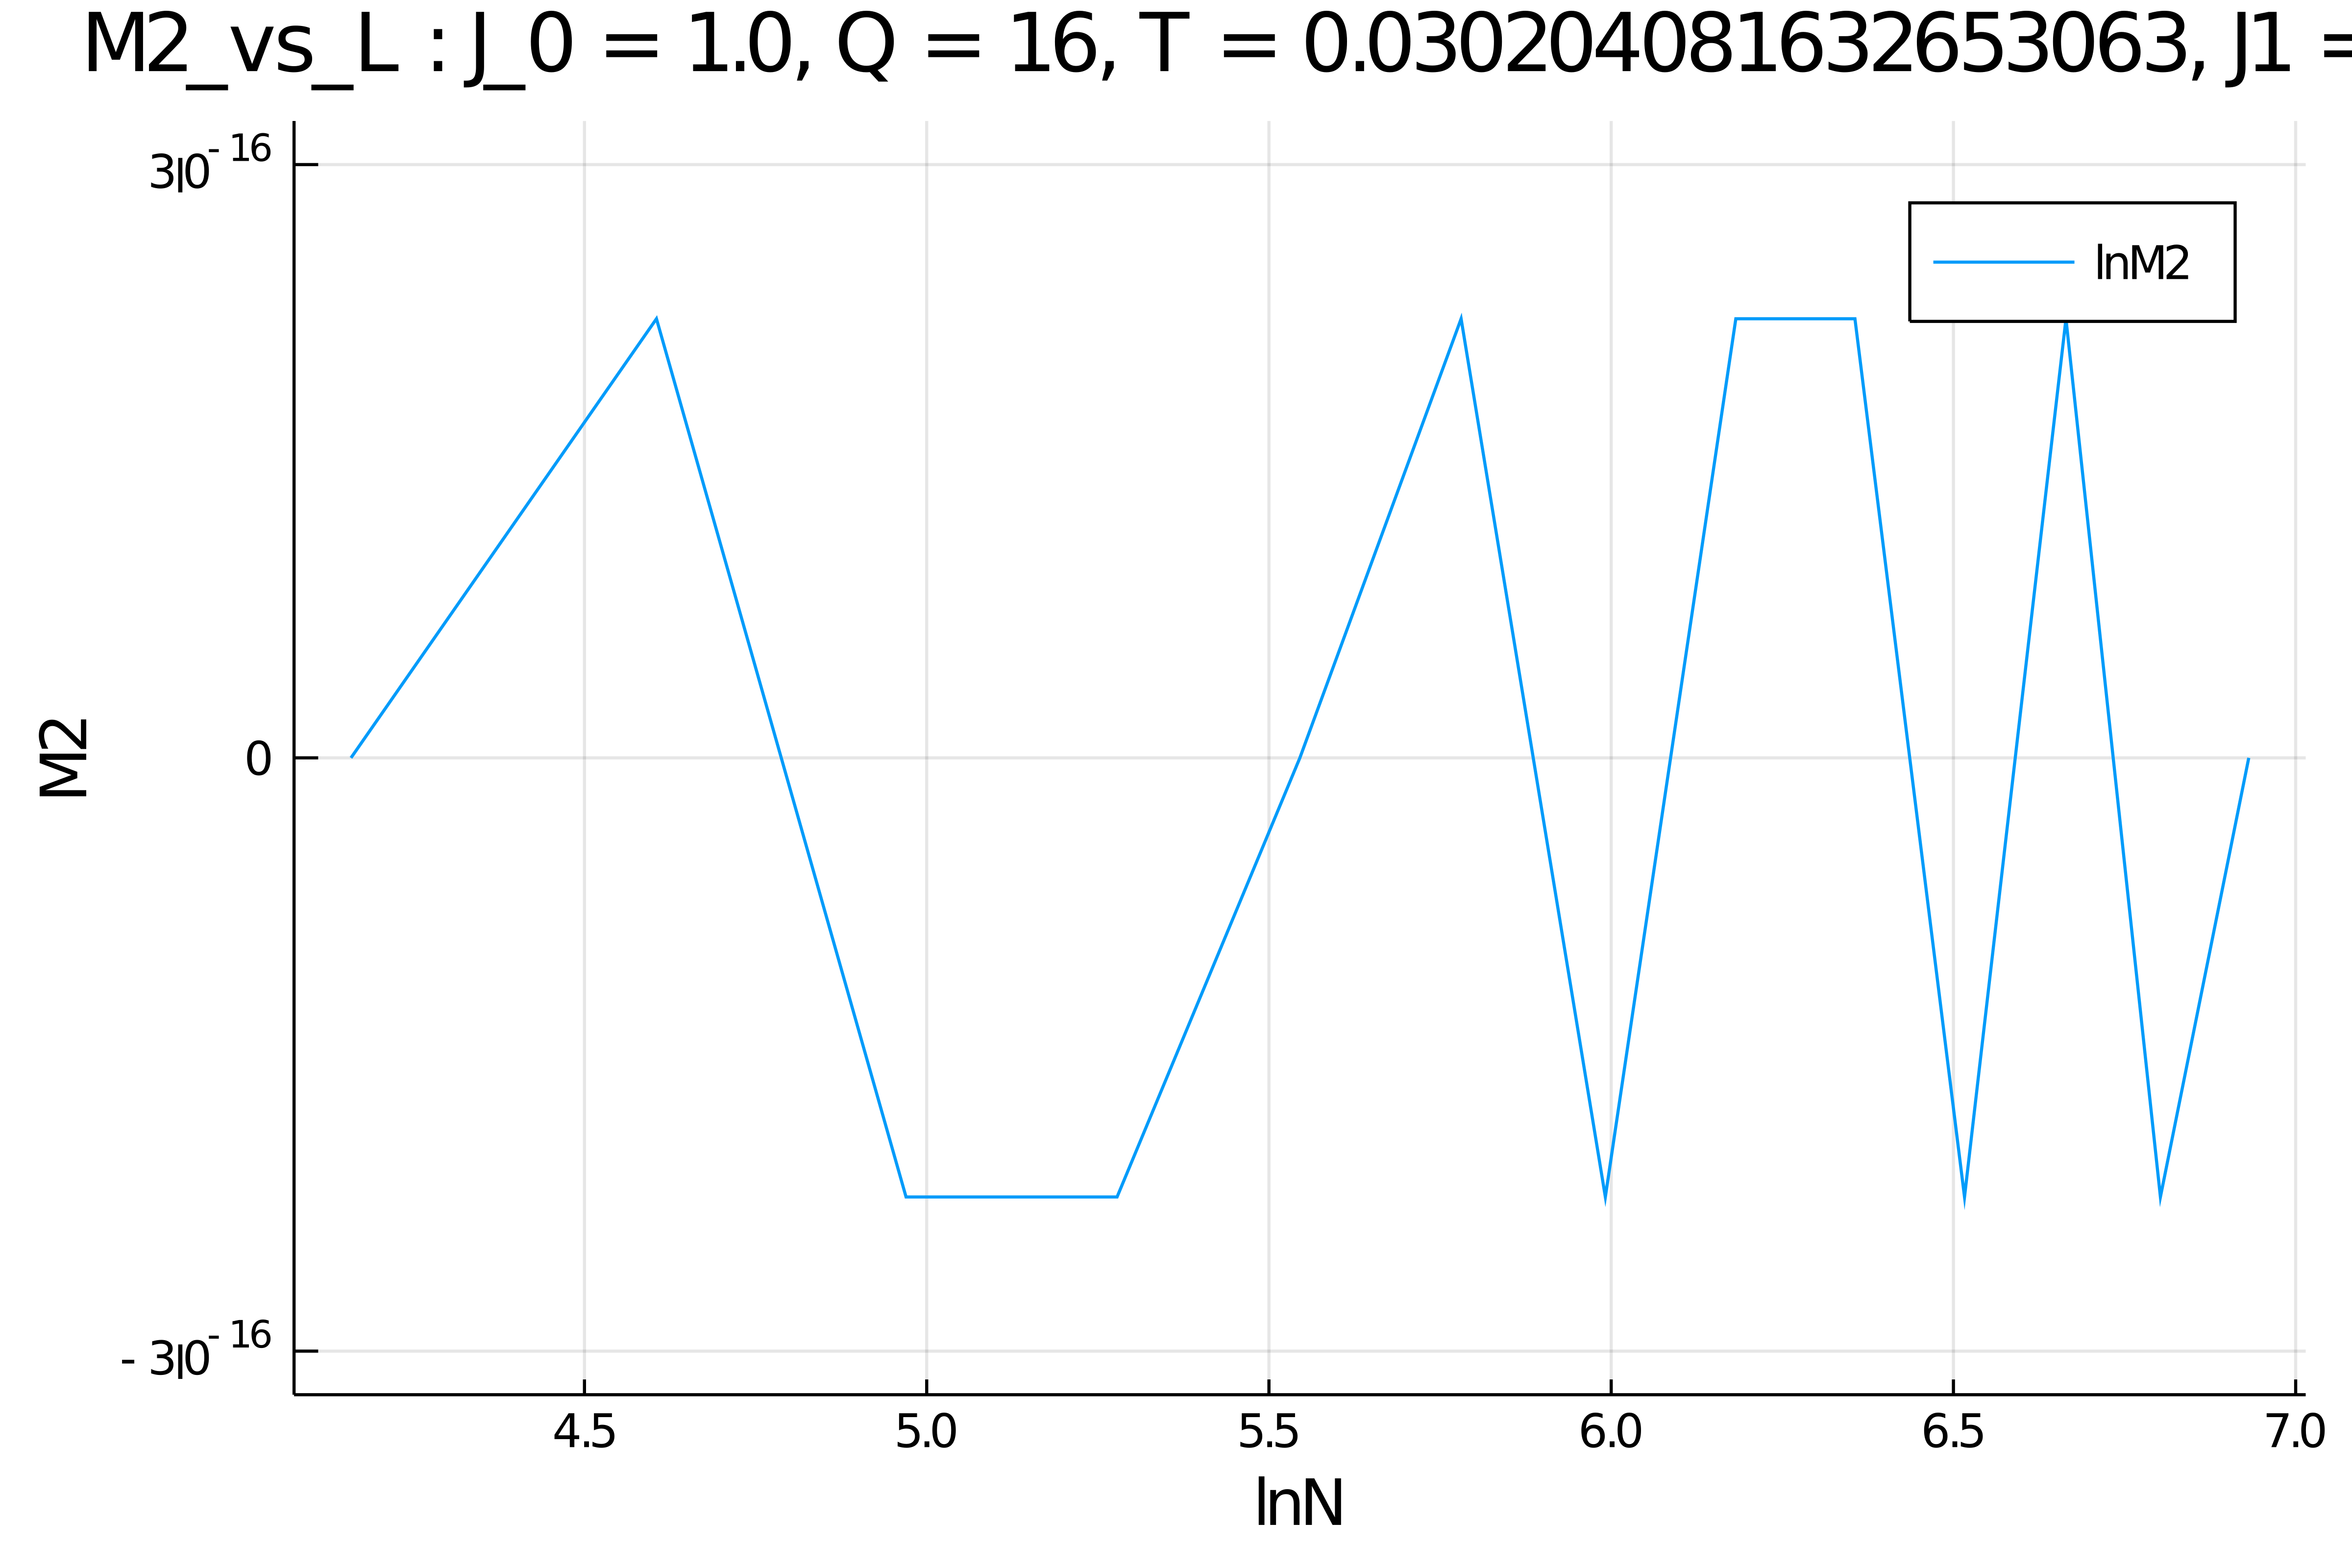 M2_vs_L : J_0 = 1.0, Q = 16, T = 0.030204081632653063, J1 =
3|0^- 16
lnM2
M2
0
- 3|0^- 16
4.5 5.0 5.5 6.0 6.5 7.0
lnN